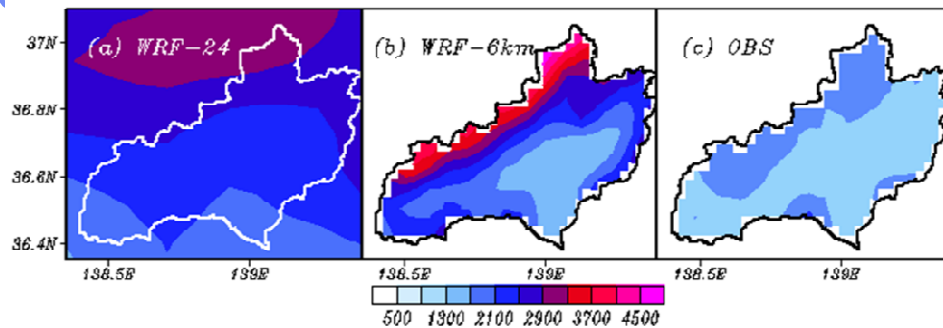 37N
(a) WRF-24
(b) WRF-6km
(c) OBS
36.8N
36.6N
36.4N
138.5E
139E
138.5E
139E
138.5E
139E
500 1300 2100 2900 3700 4500